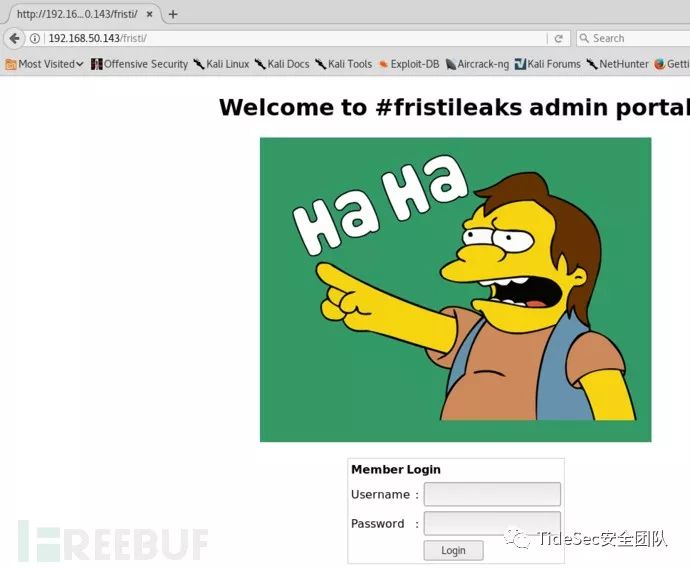 http://192.16...0.143/fristi/
192.168.50.143/fristi/
Search
Most Visited
Offensive Security
Kali Linux
Kali Docs
Kali Tools
Exploit-DB
Aircrack-ng
Kali Forums
NetHunter
Getti
Welcome to #fristileaks admin portal
Ha Ha
Member Login
Username :
Password :
Login
REEBUF
TideSec安全团队